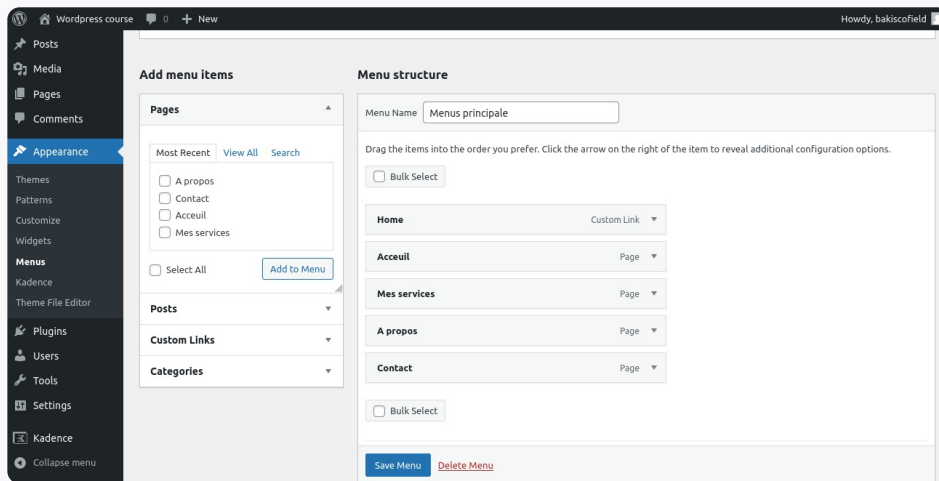 Wordpress course 0 + New Howdy, bakiscofield
Posts
Media
Pages
Comments
Appearance
Themes
Patterns
Customize
Widgets
Menus
Kadence
Theme File Editor
Plugins
Users
Tools
Settings
Kadence
Collapse menu
Add menu items
Pages
Most Recent View All Search
A propos
Contact
Acceuil
Mes services
Select All Add to Menu
Posts
Custom Links
Categories
Menu structure
Menu Name Menus principale
Drag the items into the order you prefer. Click the arrow on the right of the item to reveal additional configuration options.
Bulk Select
Home Custom Link
Acceuil Page
Mes services Page
A propos Page
Contact Page
Bulk Select
Save Menu Delete Menu